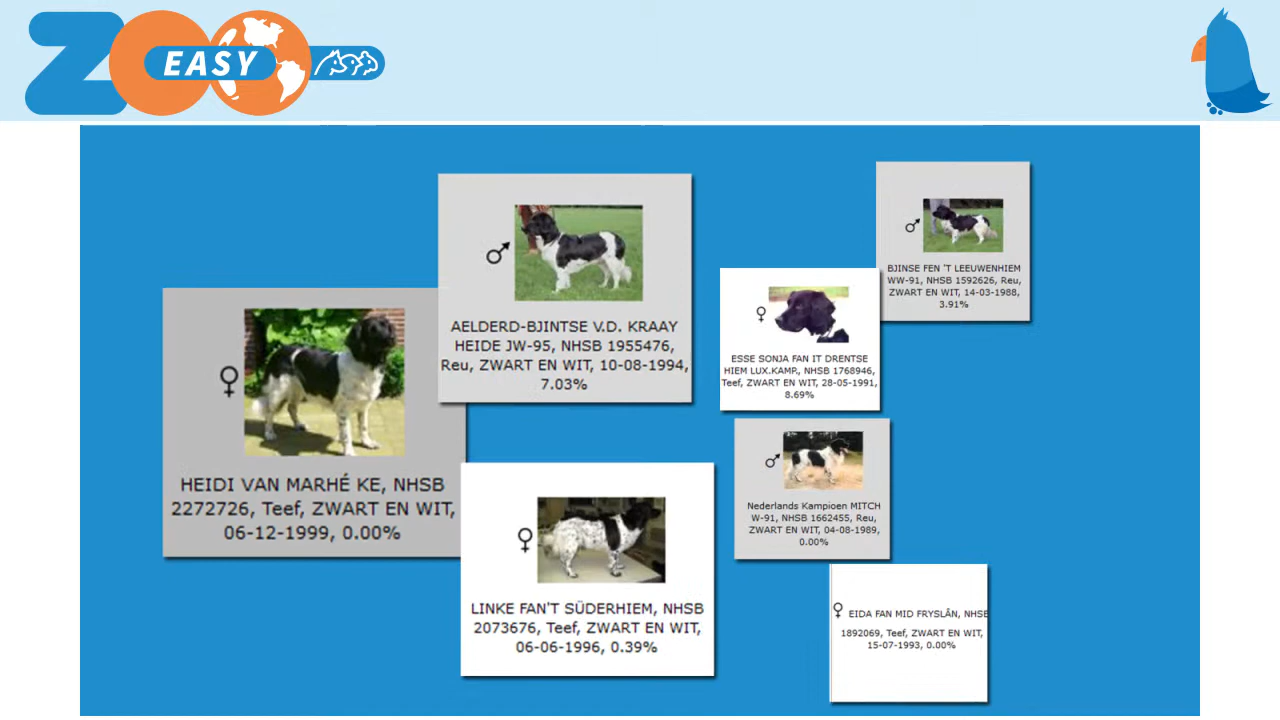 ZOO
EASY
HEIDI VAN MARHÉ KE, NHSB
2272726, Teef, ZWART EN WIT,
06-12-1999, 0.00%
AELDERD-BJINTSE V.D. KRAAY
HEIDE JW-95, NHSB 1955476,
Reu, ZWART EN WIT, 10-08-1994,
7.03%
LINKE FAN'T SÜDERHIEM, NHSB
2073676, Teef, ZWART EN WIT,
06-06-1996, 0.39%
BJINSE FEN 'T LEEUWENHIEM
WW-91, NHSB 1592626, Reu,
ZWART EN WIT, 14-03-1988,
3.91%
ESSE SONJA FAN IT DRENTSE
HIEM LUX.KAMP., NHSB 1768946,
Teef, ZWART EN WIT, 28-05-1991,
8.69%
Nederlands Kampioen MITCH
W-91, NHSB 1662455, Reu,
ZWART EN WIT, 04-08-1989,
0.00%
EIDA FAN MID FRYSLÂN, NHSB
1892069, Teef, ZWART EN WIT,
15-07-1993, 0.00%